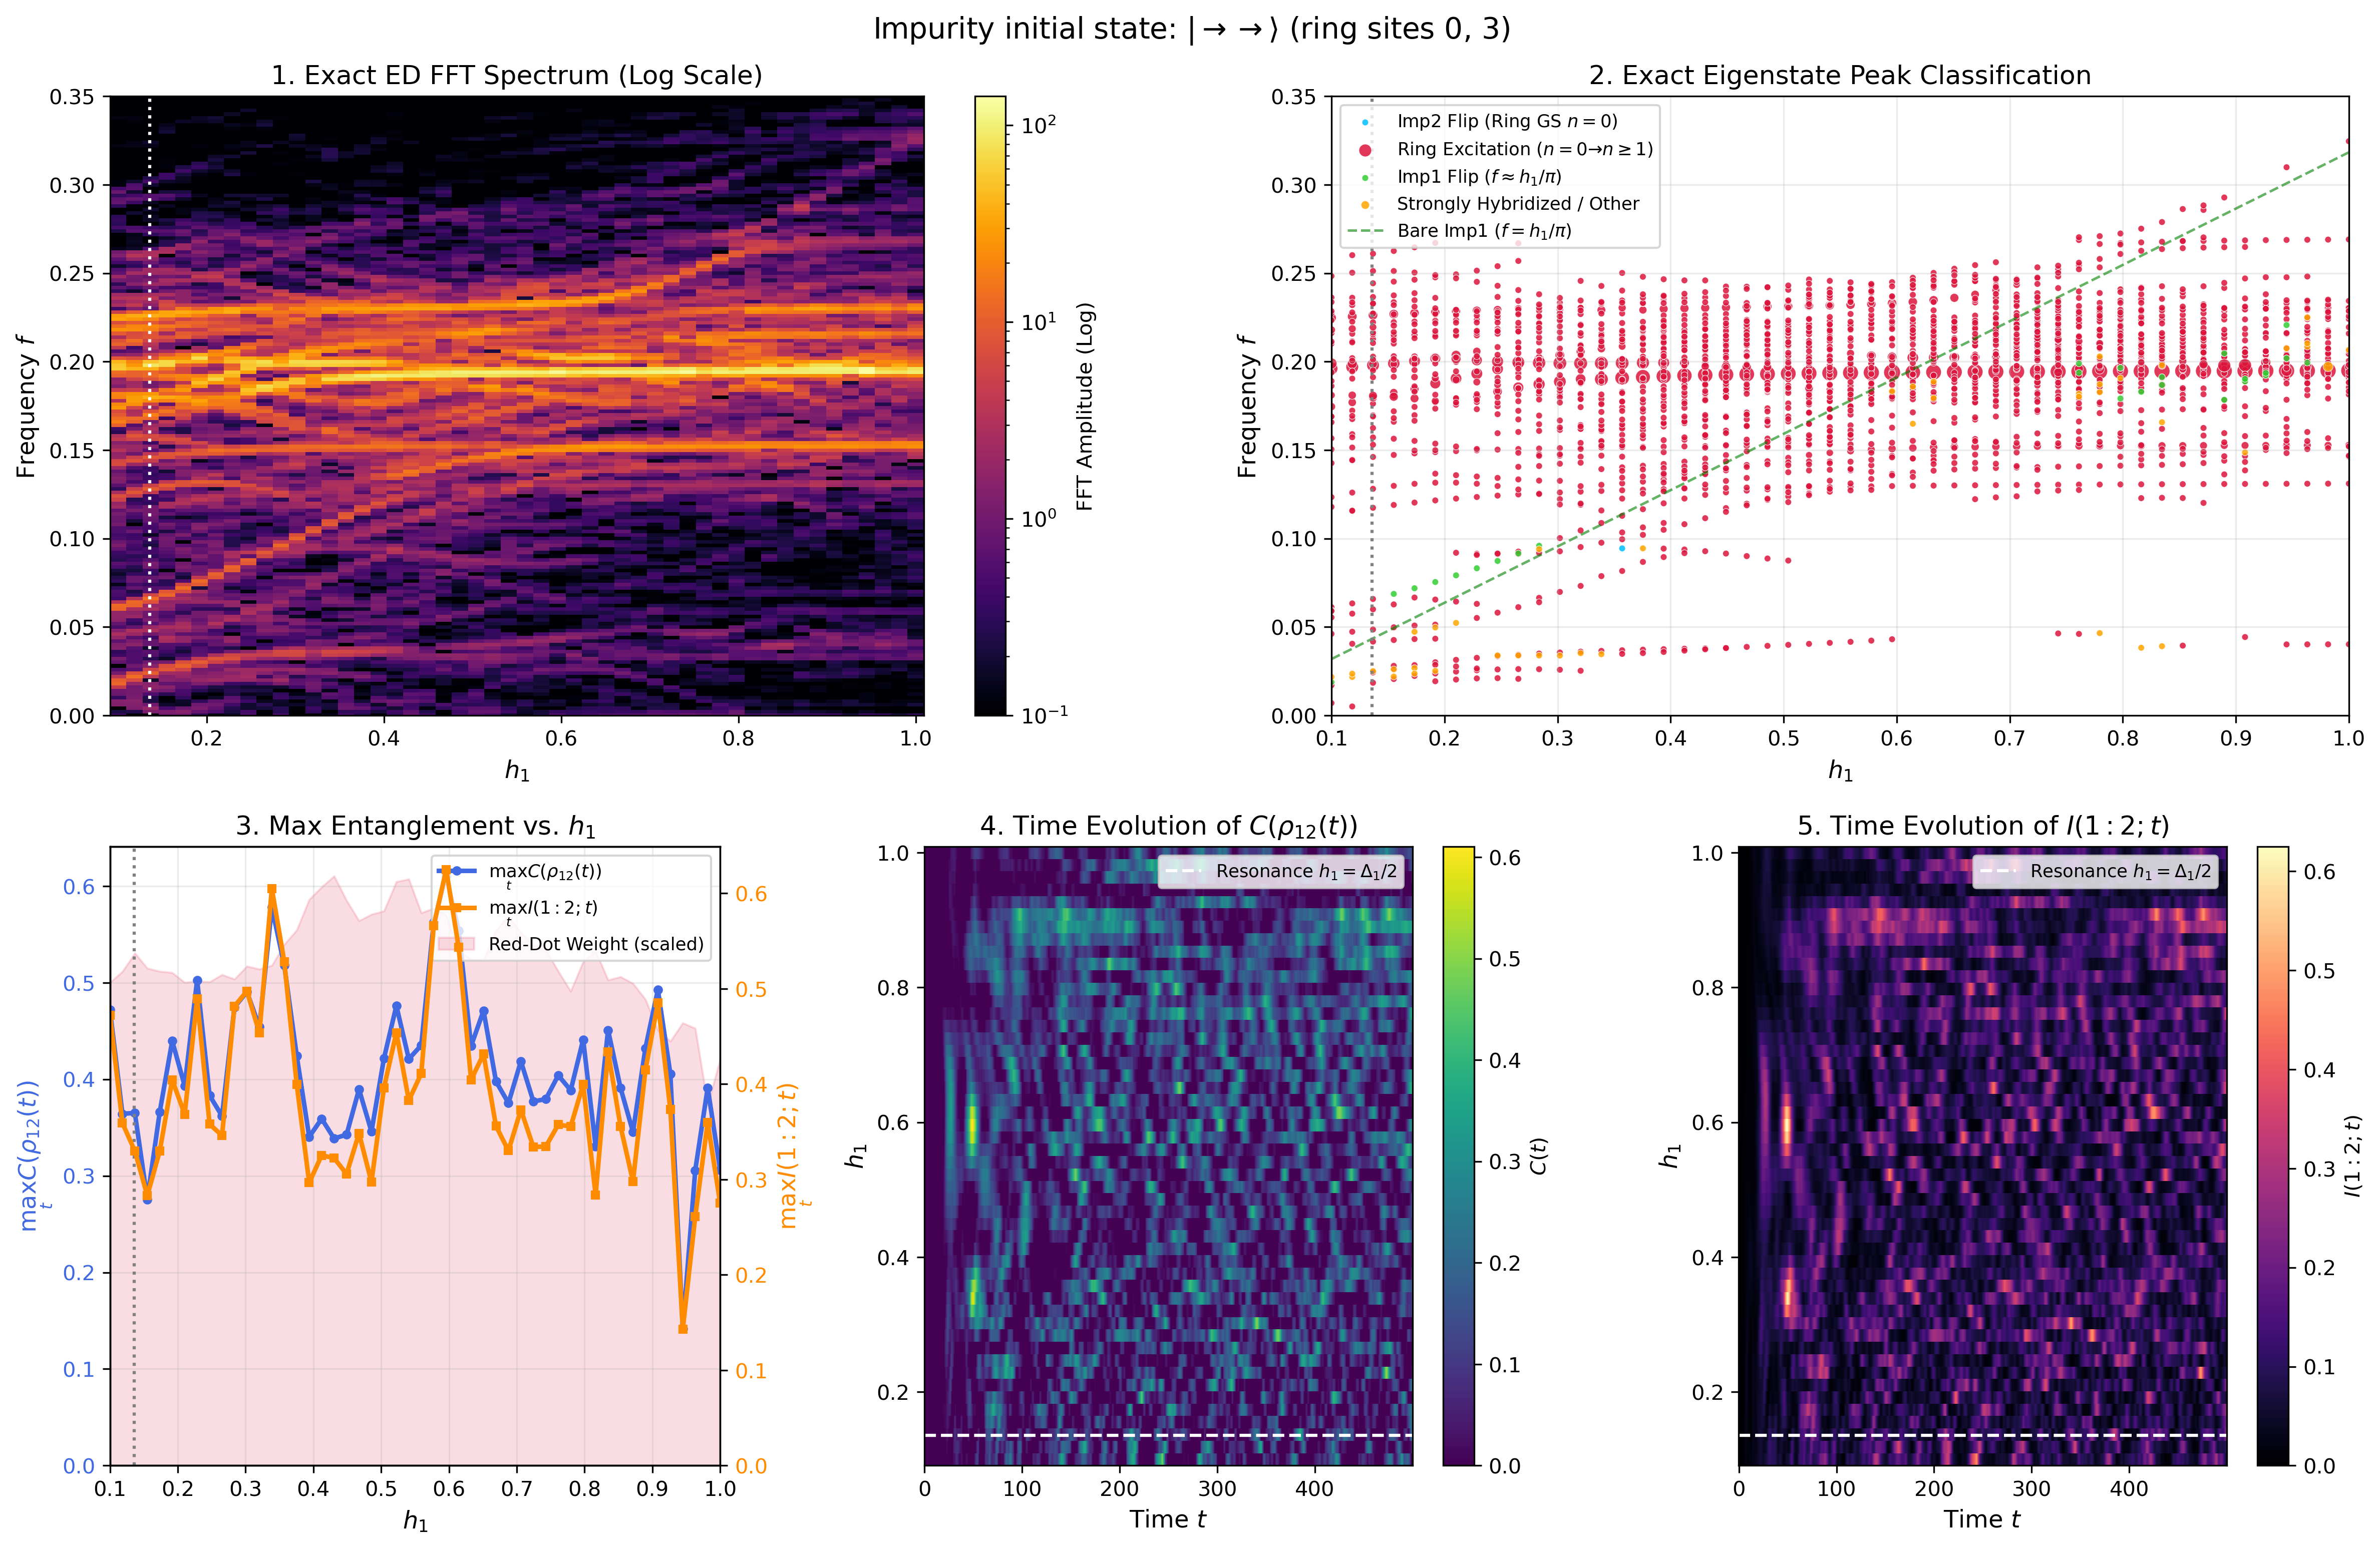 Impurity initial state: |→→⟩ (ring sites 0, 3)
1. Exact ED FFT Spectrum (Log Scale)
Frequency f
0.35
0.30
0.25
0.20
0.15
0.10
0.05
0.00
0.2 0.4 0.6 0.8 1.0
h₁
10²
10¹
10⁰
10⁻¹
FFT Amplitude (Log)
2. Exact Eigenstate Peak Classification
Frequency f
0.35
0.30
0.25
0.20
0.15
0.10
0.05
0.00
Imp2 Flip (Ring GS n = 0)
Ring Excitation (n = 0→n ≥ 1)
Imp1 Flip (f ≈ h₁/π)
Strongly Hybridized / Other
Bare Imp1 (f = h₁/π)
0.1 0.2 0.3 0.4 0.5 0.6 0.7 0.8 0.9 1.0
h₁
3. Max Entanglement vs. h₁
max C(ρ₁₂(t))
t
0.6
0.5
0.4
0.3
0.2
0.1
0.0
max C(ρ₁₂(t))
t
max I(1 : 2; t)
t
Red-Dot Weight (scaled)
0.1 0.2 0.3 0.4 0.5 0.6 0.7 0.8 0.9 1.0
h₁
0.6
0.5
0.4
0.3
0.2
0.1
0.0
max I(1 : 2; t)
t
4. Time Evolution of C(ρ₁₂(t))
h₁
1.0
0.8
0.6
0.4
0.2
Resonance h₁ = Δ₁/2
0 100 200 300 400
Time t
0.6
0.5
0.4
0.3
0.2
0.1
0.0
C(t)
5. Time Evolution of I(1 : 2; t)
h₁
1.0
0.8
0.6
0.4
0.2
Resonance h₁ = Δ₁/2
0 100 200 300 400
Time t
0.6
0.5
0.4
0.3
0.2
0.1
0.0
I(1 : 2; t)